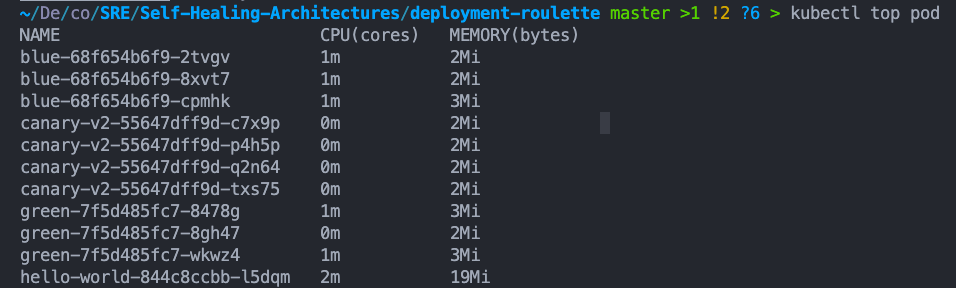 ~/De/co/SRE/Self-Healing-Architectures/deployment-roulette master >1 !2 ?6 > kubectl top pod
NAME CPU(cores) MEMORY(bytes)
blue-68f654b6f9-2tvgv 1m 2Mi
blue-68f654b6f9-8xvt7 1m 2Mi
blue-68f654b6f9-cpmhk 1m 3Mi
canary-v2-55647dff9d-c7x9p 0m 2Mi
canary-v2-55647dff9d-p4h5p 0m 2Mi
canary-v2-55647dff9d-q2n64 0m 2Mi
canary-v2-55647dff9d-txs75 0m 2Mi
green-7f5d485fc7-8478g 1m 3Mi
green-7f5d485fc7-8gh47 0m 2Mi
green-7f5d485fc7-wkwz4 1m 3Mi
hello-world-844c8ccbb-l5dqm 2m 19Mi